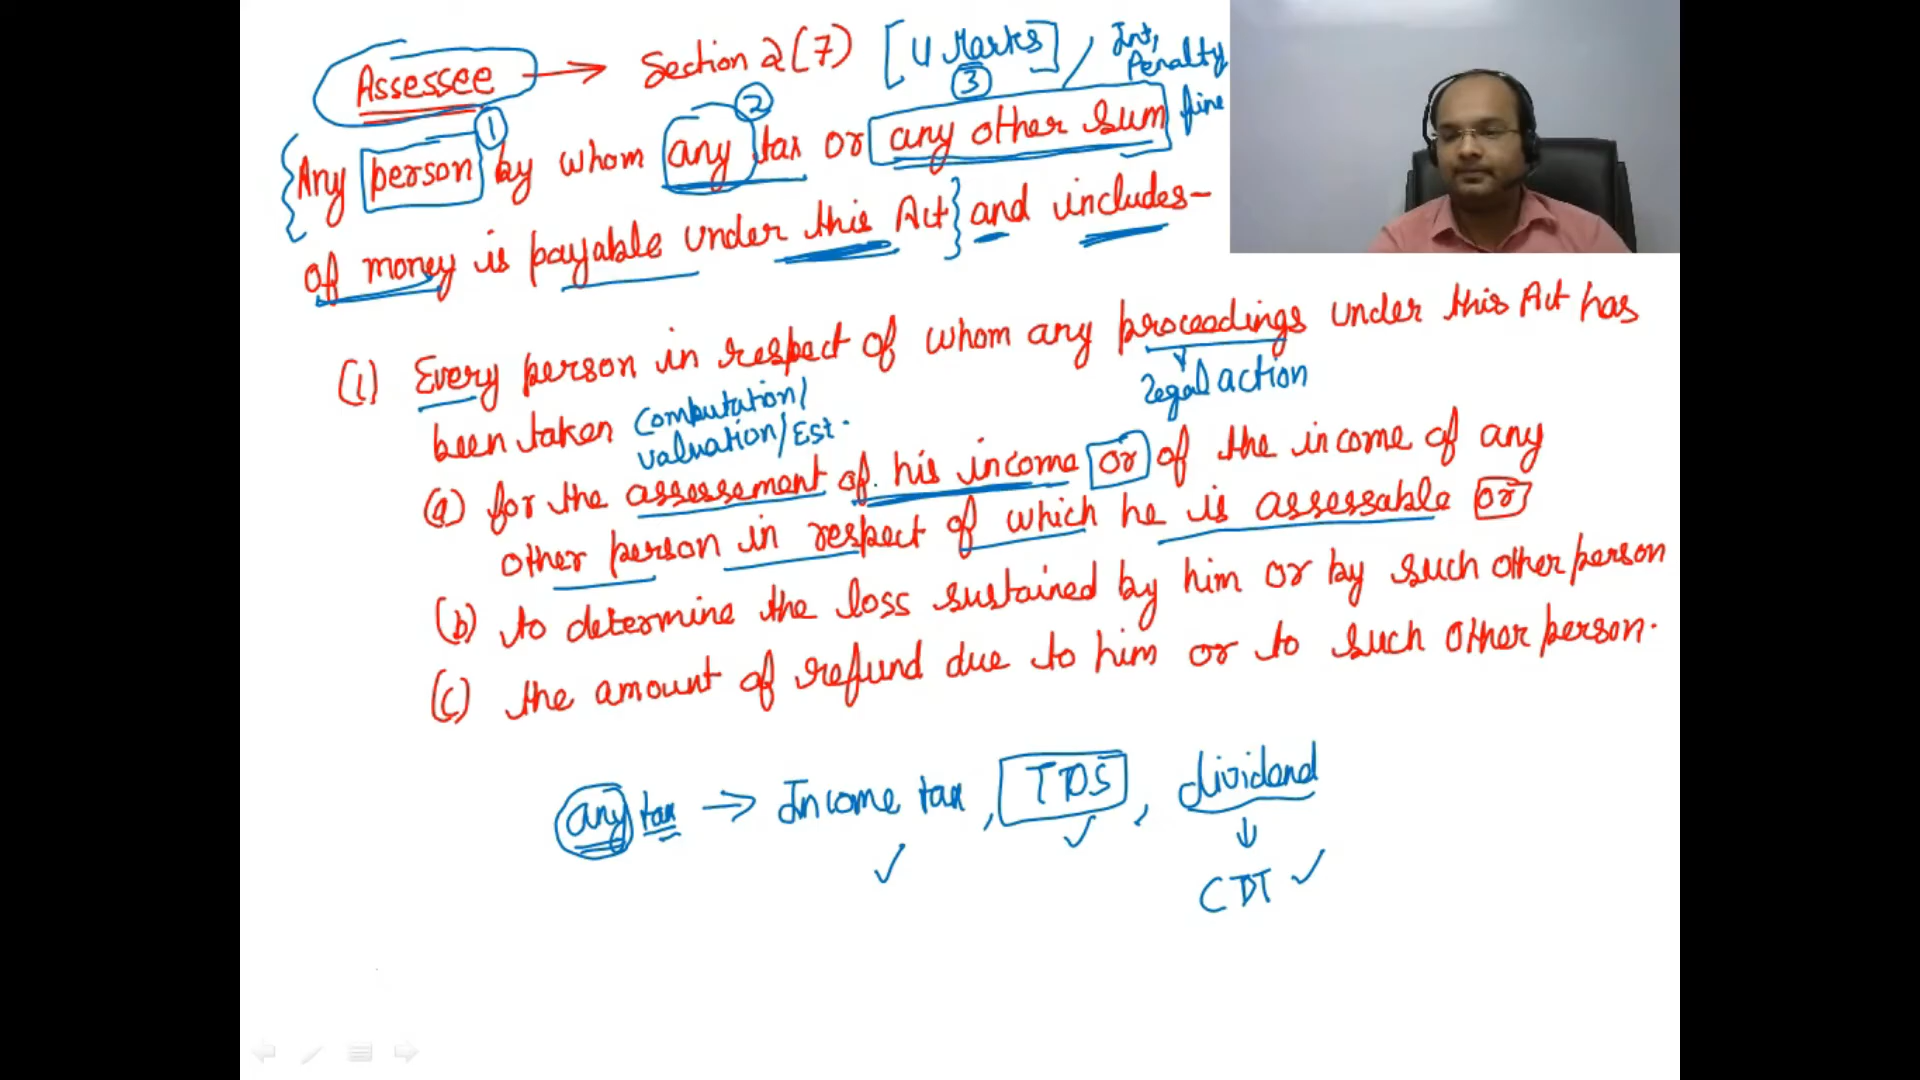 Assessee → Section 2(7) [4 Marks] Int, Penalty fine
① ② ③
{Any person by whom any tax or any other sum
of money is payable under this Act} and includes-
(i) Every person in respect of whom any proceedings under this Act has
Legal action
been taken
Computation/
valuation/Est.
(a) for the assessement of his income or of the income of any
other person in respect of which he is assessable or
(b) to determine the loss sustained by him or by such other person
(c) the amount of refund due to him or to such other person.
any tax → Income tax, TDS, dividend
✓ ✓ ↓
CDT ✓